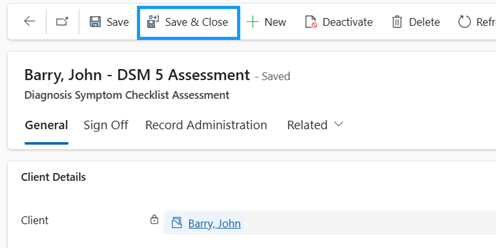 Save Save & Close New Deactivate Delete
Barry, John - DSM 5 Assessment - Saved
Diagnosis Symptom Checklist Assessment
General Sign Off Record Administration Related
Client Details
Client Barry, John